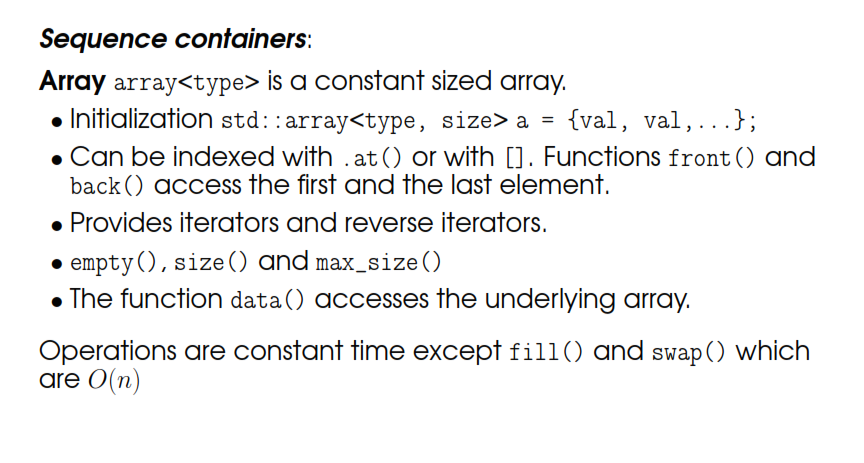 Sequence containers:
Array array<type> is a constant sized array.
• Initialization std::array<type, size> a = {val, val,...};
• Can be indexed with .at() or with []. Functions front() and
back() access the first and the last element.
• Provides iterators and reverse iterators.
• empty(), size() and max_size()
• The function data() accesses the underlying array.
Operations are constant time except fill() and swap() which
are O(n)